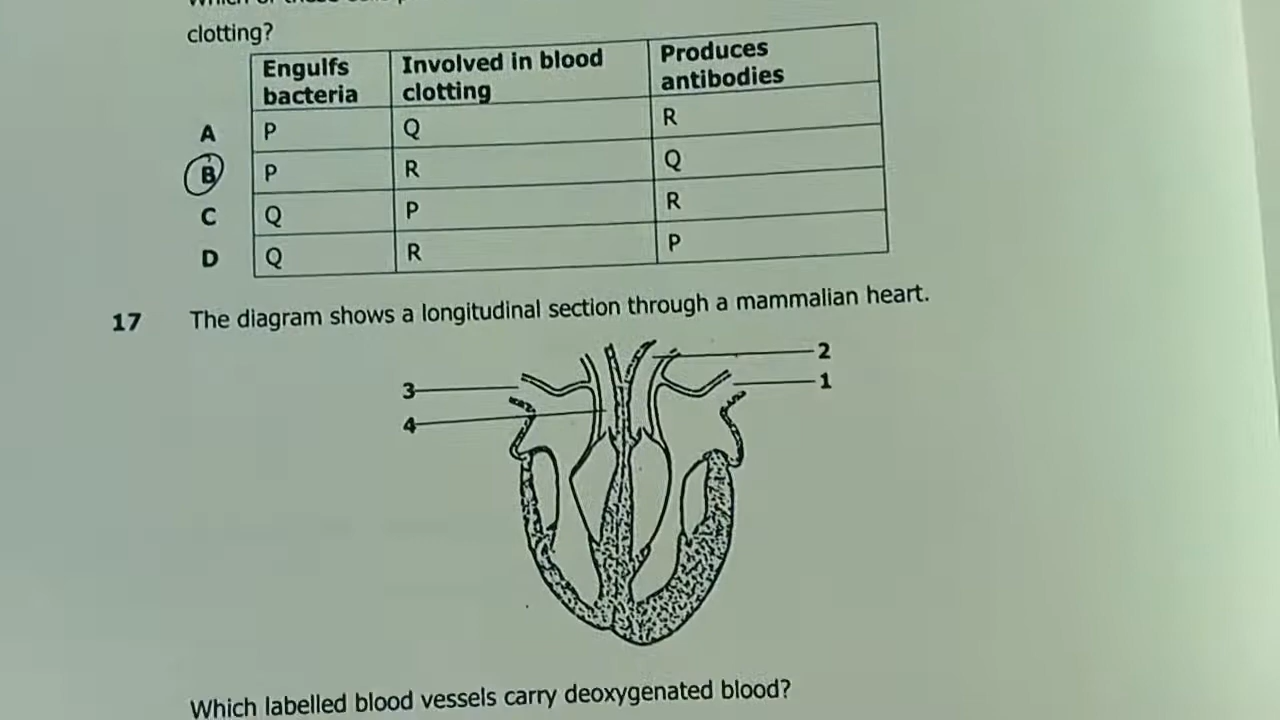 clotting?
Engulfs bacteria Involved in blood clotting Produces antibodies
A P Q R
B P R Q
C Q P R
D Q R P
17 The diagram shows a longitudinal section through a mammalian heart.
2
3 1
4
Which labelled blood vessels carry deoxygenated blood?